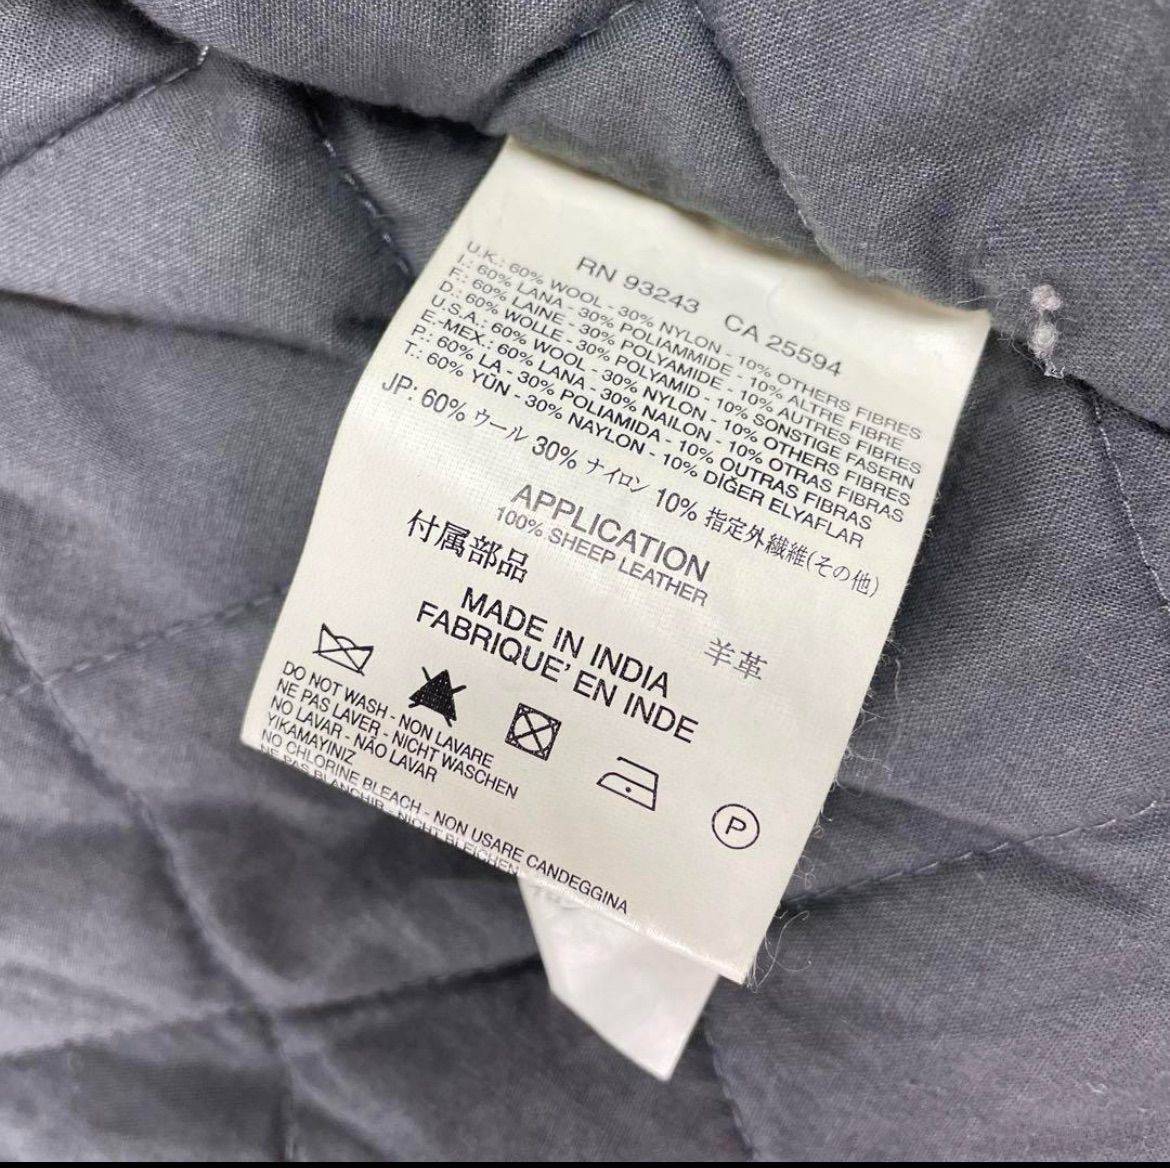 RN 93243 CA 25594
U.K.: 60% WOOL - 30% NYLON - 10% OTHERS FIBRES
I.: 60% LANA - 30% POLIAMMIDE - 10% ALTRE FIBRE
F.: 60% LAINE - 30% POLYAMIDE - 10% AUTRES FIBRES
D.: 60% WOLLE - 30% POLYAMID - 10% SONSTIGE FASERN
U.S.A.: 60% WOOL - 30% NYLON - 10% OTHERS FIBRES
E.-MEX: 60% LANA - 30% NAILON - 10% OTRAS FIBRAS
P.: 60% LA - 30% POLIAMIDA - 10% OUTRAS FIBRAS
T.: 60% YÜN - 30% NAYLON - 10% DİĞER ELYAFLAR
JP: 60% ウール 30% ナイロン 10% 指定外繊維(その他)
APPLICATION
100% SHEEP LEATHER
付属部品 羊革
MADE IN INDIA
FABRIQUE' EN INDE
P
DO NOT WASH - NON LAVARE
NE PAS LAVER - NICHT WASCHEN
NO LAVAR - NÃO LAVAR
YIKAMAYINIZ
NO CHLORINE BLEACH - NON USARE CANDEGGINA
NE PAS BLANCHIR - NICHT BLEICHEN